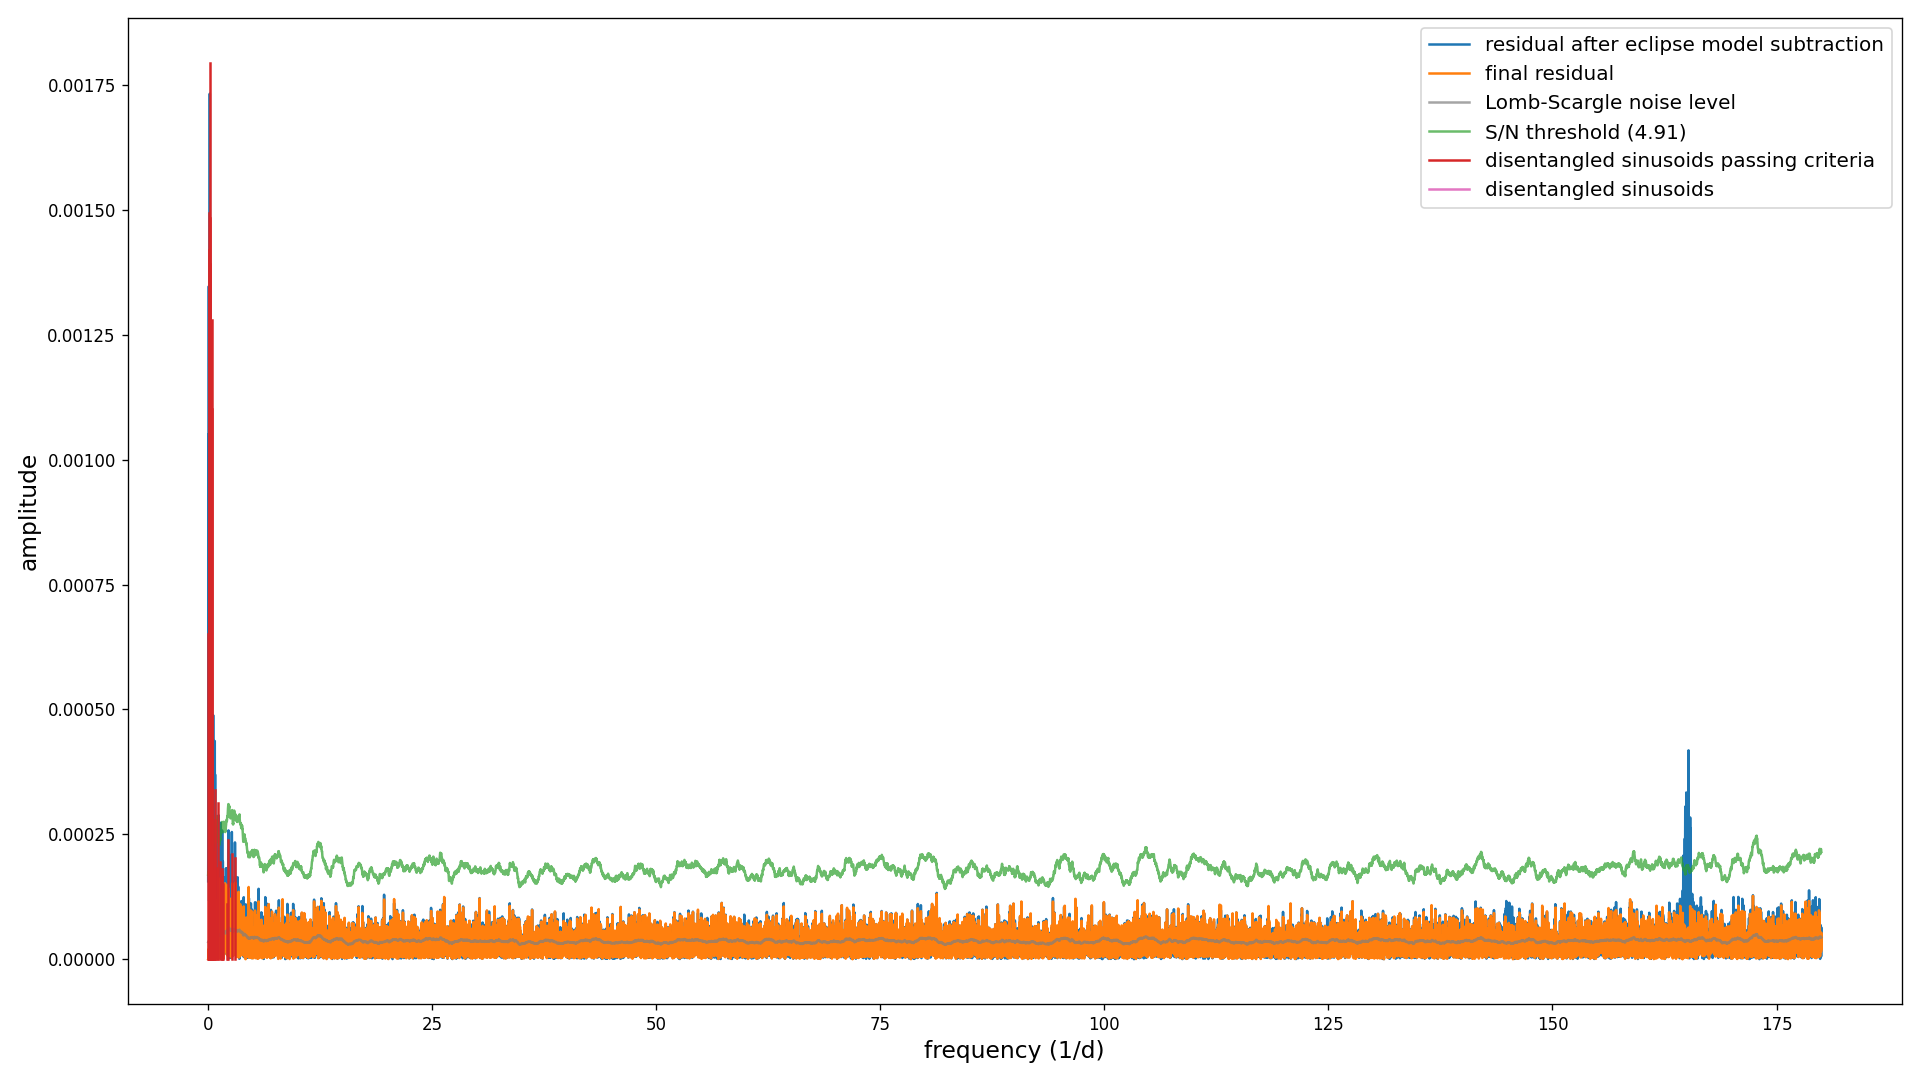 residual after eclipse model subtraction
final residual
Lomb-Scargle noise level
S/N threshold (4.91)
disentangled sinusoids passing criteria
disentangled sinusoids
0.00175
0.00150
0.00125
0.00100
0.00075
0.00050
0.00025
0.00000
amplitude
0 25 50 75 100 125 150 175
frequency (1/d)